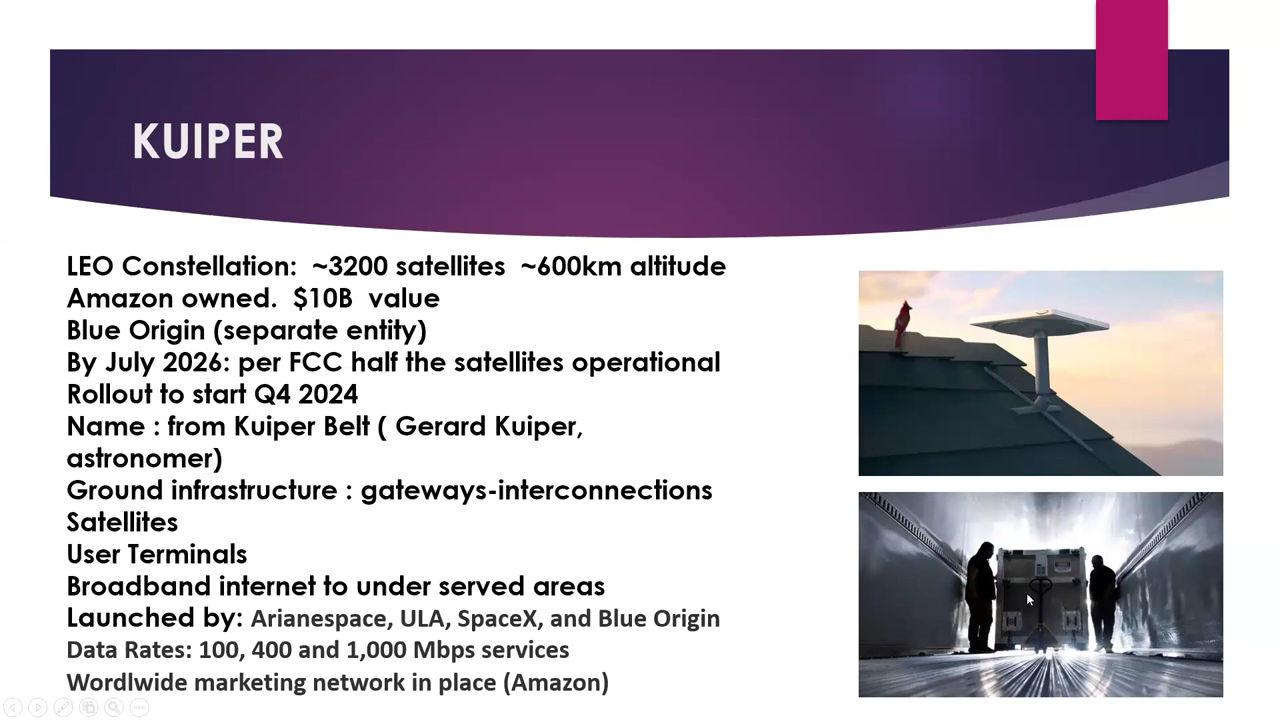 KUIPER
LEO Constellation:  ~3200 satellites  ~600km altitude
Amazon owned.  $10B  value
Blue Origin (separate entity)
By July 2026: per FCC half the satellites operational
Rollout to start Q4 2024
Name : from Kuiper Belt ( Gerard Kuiper,
astronomer)
Ground infrastructure : gateways-interconnections
Satellites
User Terminals
Broadband internet to under served areas
Launched by: Arianespace, ULA, SpaceX, and Blue Origin
Data Rates: 100, 400 and 1,000 Mbps services
Wordlwide marketing network in place (Amazon)